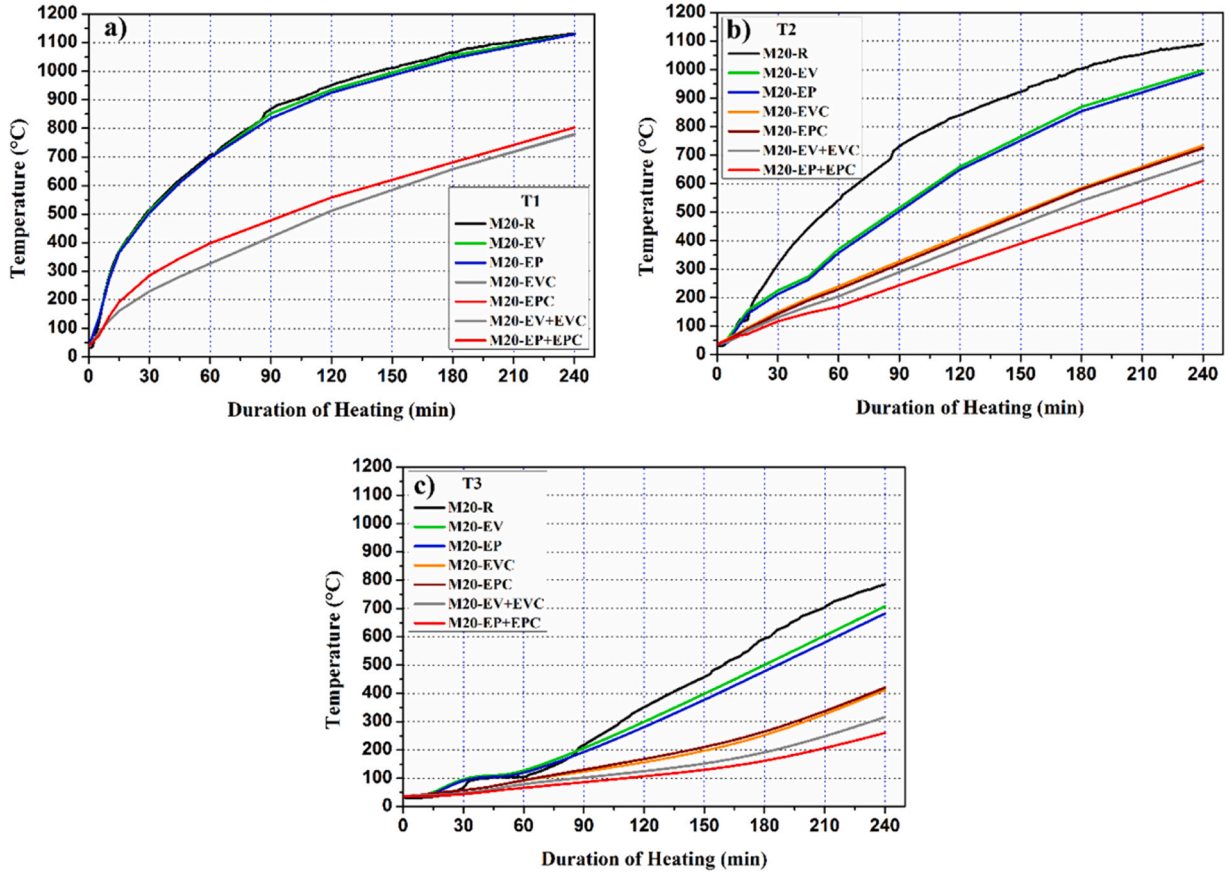 a)
1200
1100
1000
900
800
700
600
500
400
300
200
100
0
Temperature (°C)
T1
M20-R
M20-EV
M20-EP
M20-EVC
M20-EPC
M20-EV+EVC
M20-EP+EPC
0 30 60 90 120 150 180 210 240
Duration of Heating (min)
b)
1200
1100
1000
900
800
700
600
500
400
300
200
100
0
Temperature (°C)
T2
M20-R
M20-EV
M20-EP
M20-EVC
M20-EPC
M20-EV+EVC
M20-EP+EPC
0 30 60 90 120 150 180 210 240
Duration of Heating (min)
c)
1200
1100
1000
900
800
700
600
500
400
300
200
100
0
Temperature (°C)
T3
M20-R
M20-EV
M20-EP
M20-EVC
M20-EPC
M20-EV+EVC
M20-EP+EPC
0 30 60 90 120 150 180 210 240
Duration of Heating (min)